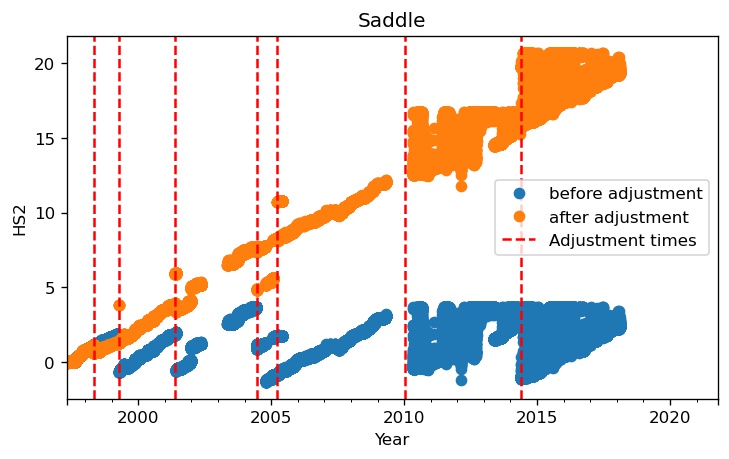 Saddle
HS2
20
15
10
5
0
before adjustment
after adjustment
Adjustment times
2000
2005
2010
2015
2020
Year